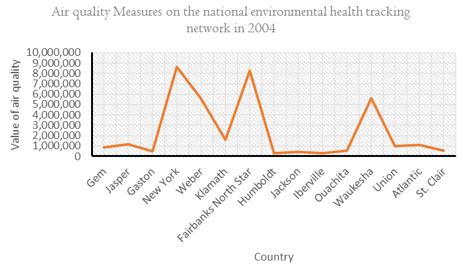 Air quality Measures on the national environmental health tracking
network in 2004
Value of air quality
10,000,000
9,000,000
8,000,000
7,000,000
6,000,000
5,000,000
4,000,000
3,000,000
2,000,000
1,000,000
0
Gem
Jasper
Gaston
New York
Weber
Klamath
Fairbanks North Star
Humboldt
Jackson
Iberville
Ouachita
Waukesha
Union
Atlantic
St. Clair
Country